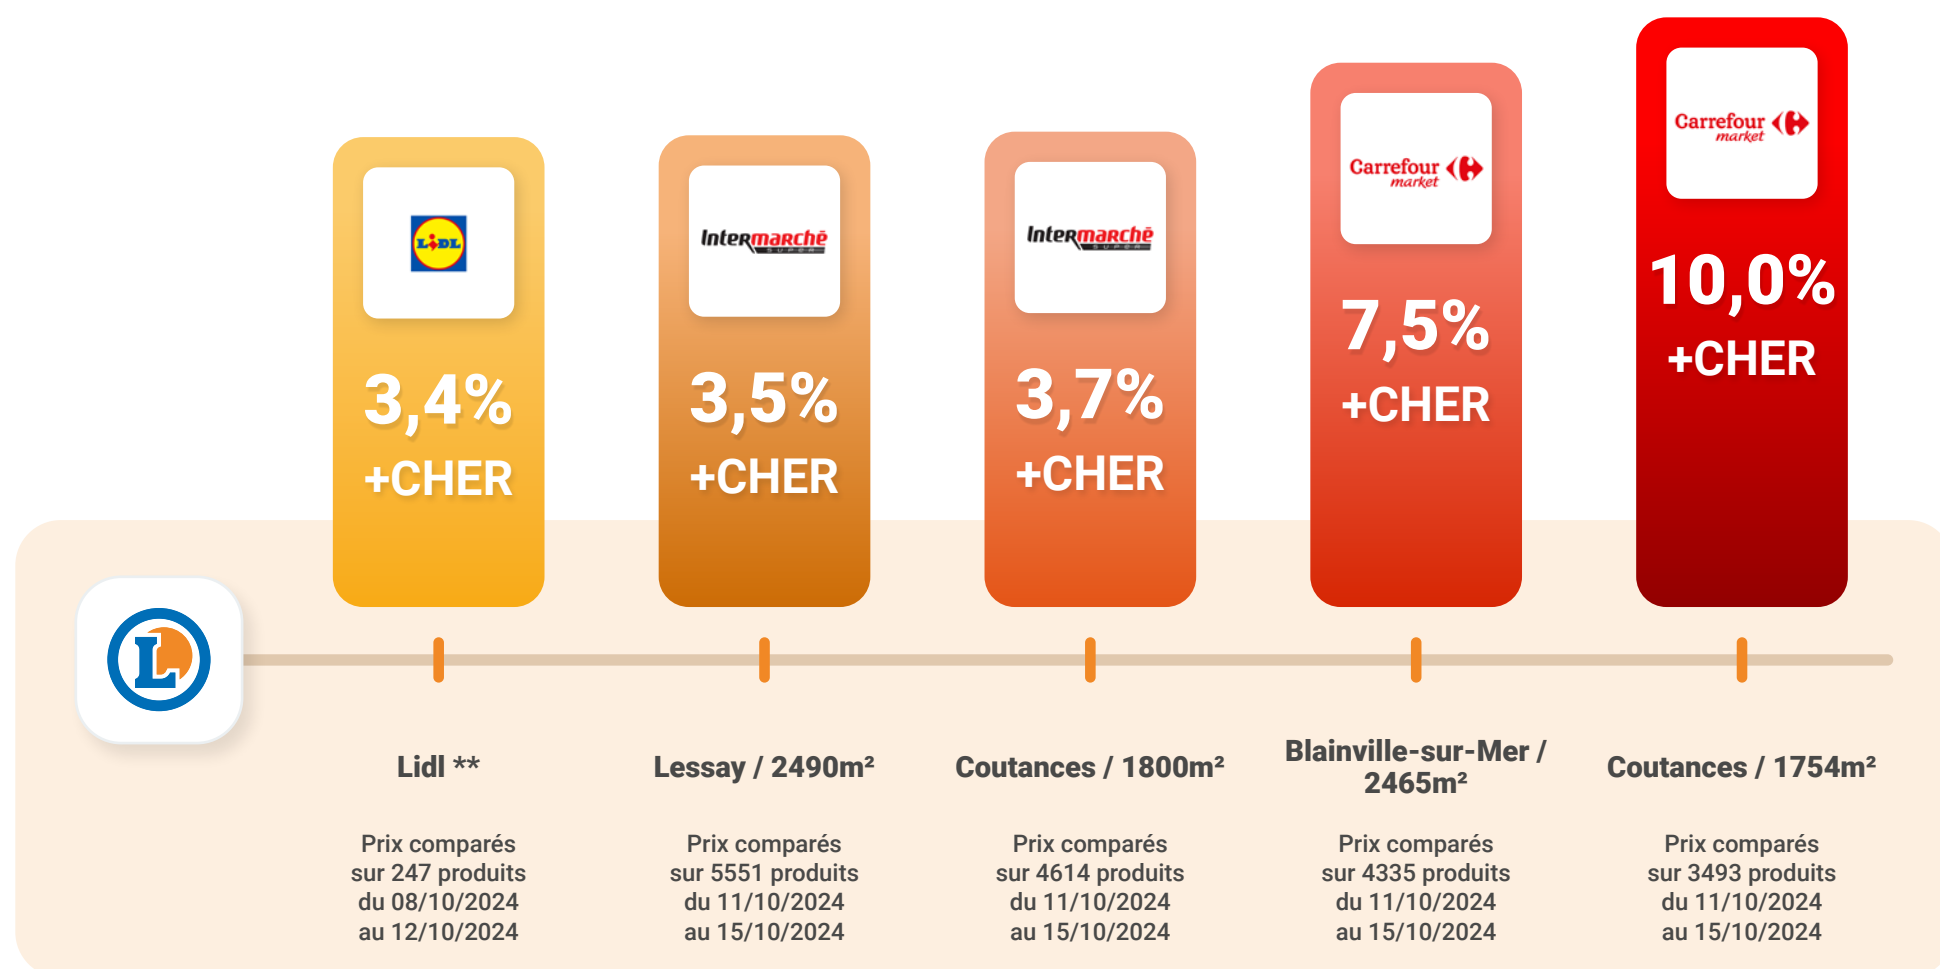 LIDL
3,4%
+CHER
Intermarchē
SUPER
3,5%
+CHER
Intermarchē
SUPER
3,7%
+CHER
Carrefour
market
7,5%
+CHER
Carrefour
market
10,0%
+CHER
L
Lidl **
Prix comparés
sur 247 produits
du 08/10/2024
au 12/10/2024
Lessay / 2490m²
Prix comparés
sur 5551 produits
du 11/10/2024
au 15/10/2024
Coutances / 1800m²
Prix comparés
sur 4614 produits
du 11/10/2024
au 15/10/2024
Blainville-sur-Mer /
2465m²
Prix comparés
sur 4335 produits
du 11/10/2024
au 15/10/2024
Coutances / 1754m²
Prix comparés
sur 3493 produits
du 11/10/2024
au 15/10/2024